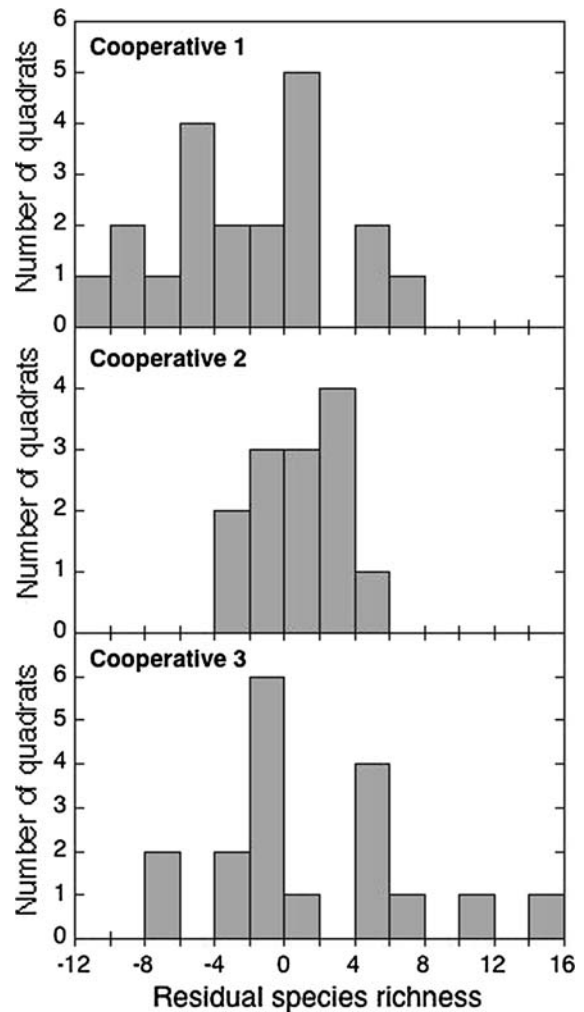 Cooperative 1
Number of quadrats
6
5
4
3
2
1
0
Cooperative 2
Number of quadrats
4
3
2
1
0
Cooperative 3
Number of quadrats
6
5
4
3
2
1
0
-12 -8 -4 0 4 8 12 16
Residual species richness